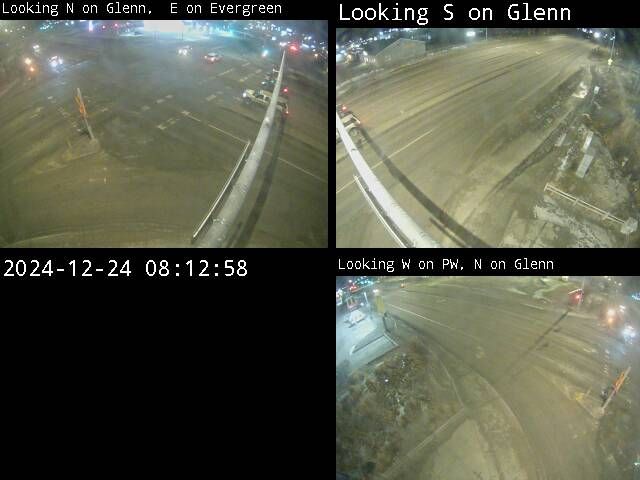 Looking N on Glenn,  E on Evergreen
Looking S on Glenn
2024-12-24 08:12:58
Looking W on PW, N on Glenn